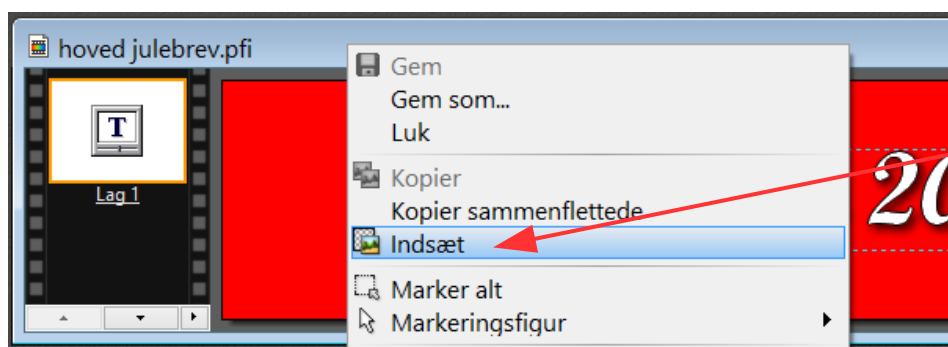 hoved julebrev.pfi
Gem
Gem som...
Luk
T
Lag 1
Kopier
Kopier sammenflettede
20
Indsæt
Marker alt
Markeringsfigur